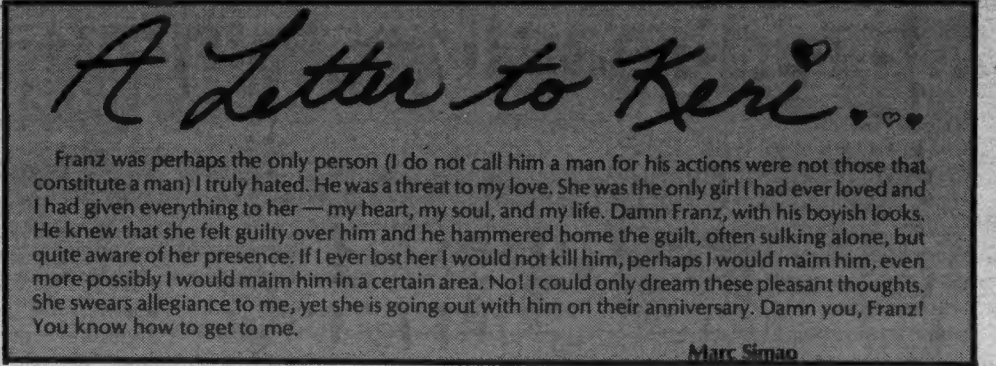 A Letter to Keri...
Franz was perhaps the only person (I do not call him a man for his actions were not those that
constitute a man) I truly hated. He was a threat to my love. She was the only girl I had ever loved and
I had given everything to her — my heart, my soul, and my life. Damn Franz, with his boyish looks.
He knew that she felt guilty over him and he hammered home the guilt, often sulking alone, but
quite aware of her presence. If I ever lost her I would not kill him, perhaps I would maim him, even
more possibly I would maim him in a certain area. No! I could only dream these pleasant thoughts.
She swears allegiance to me, yet she is going out with him on their anniversary. Damn you, Franz!
You know how to get to me.
Marc Simao